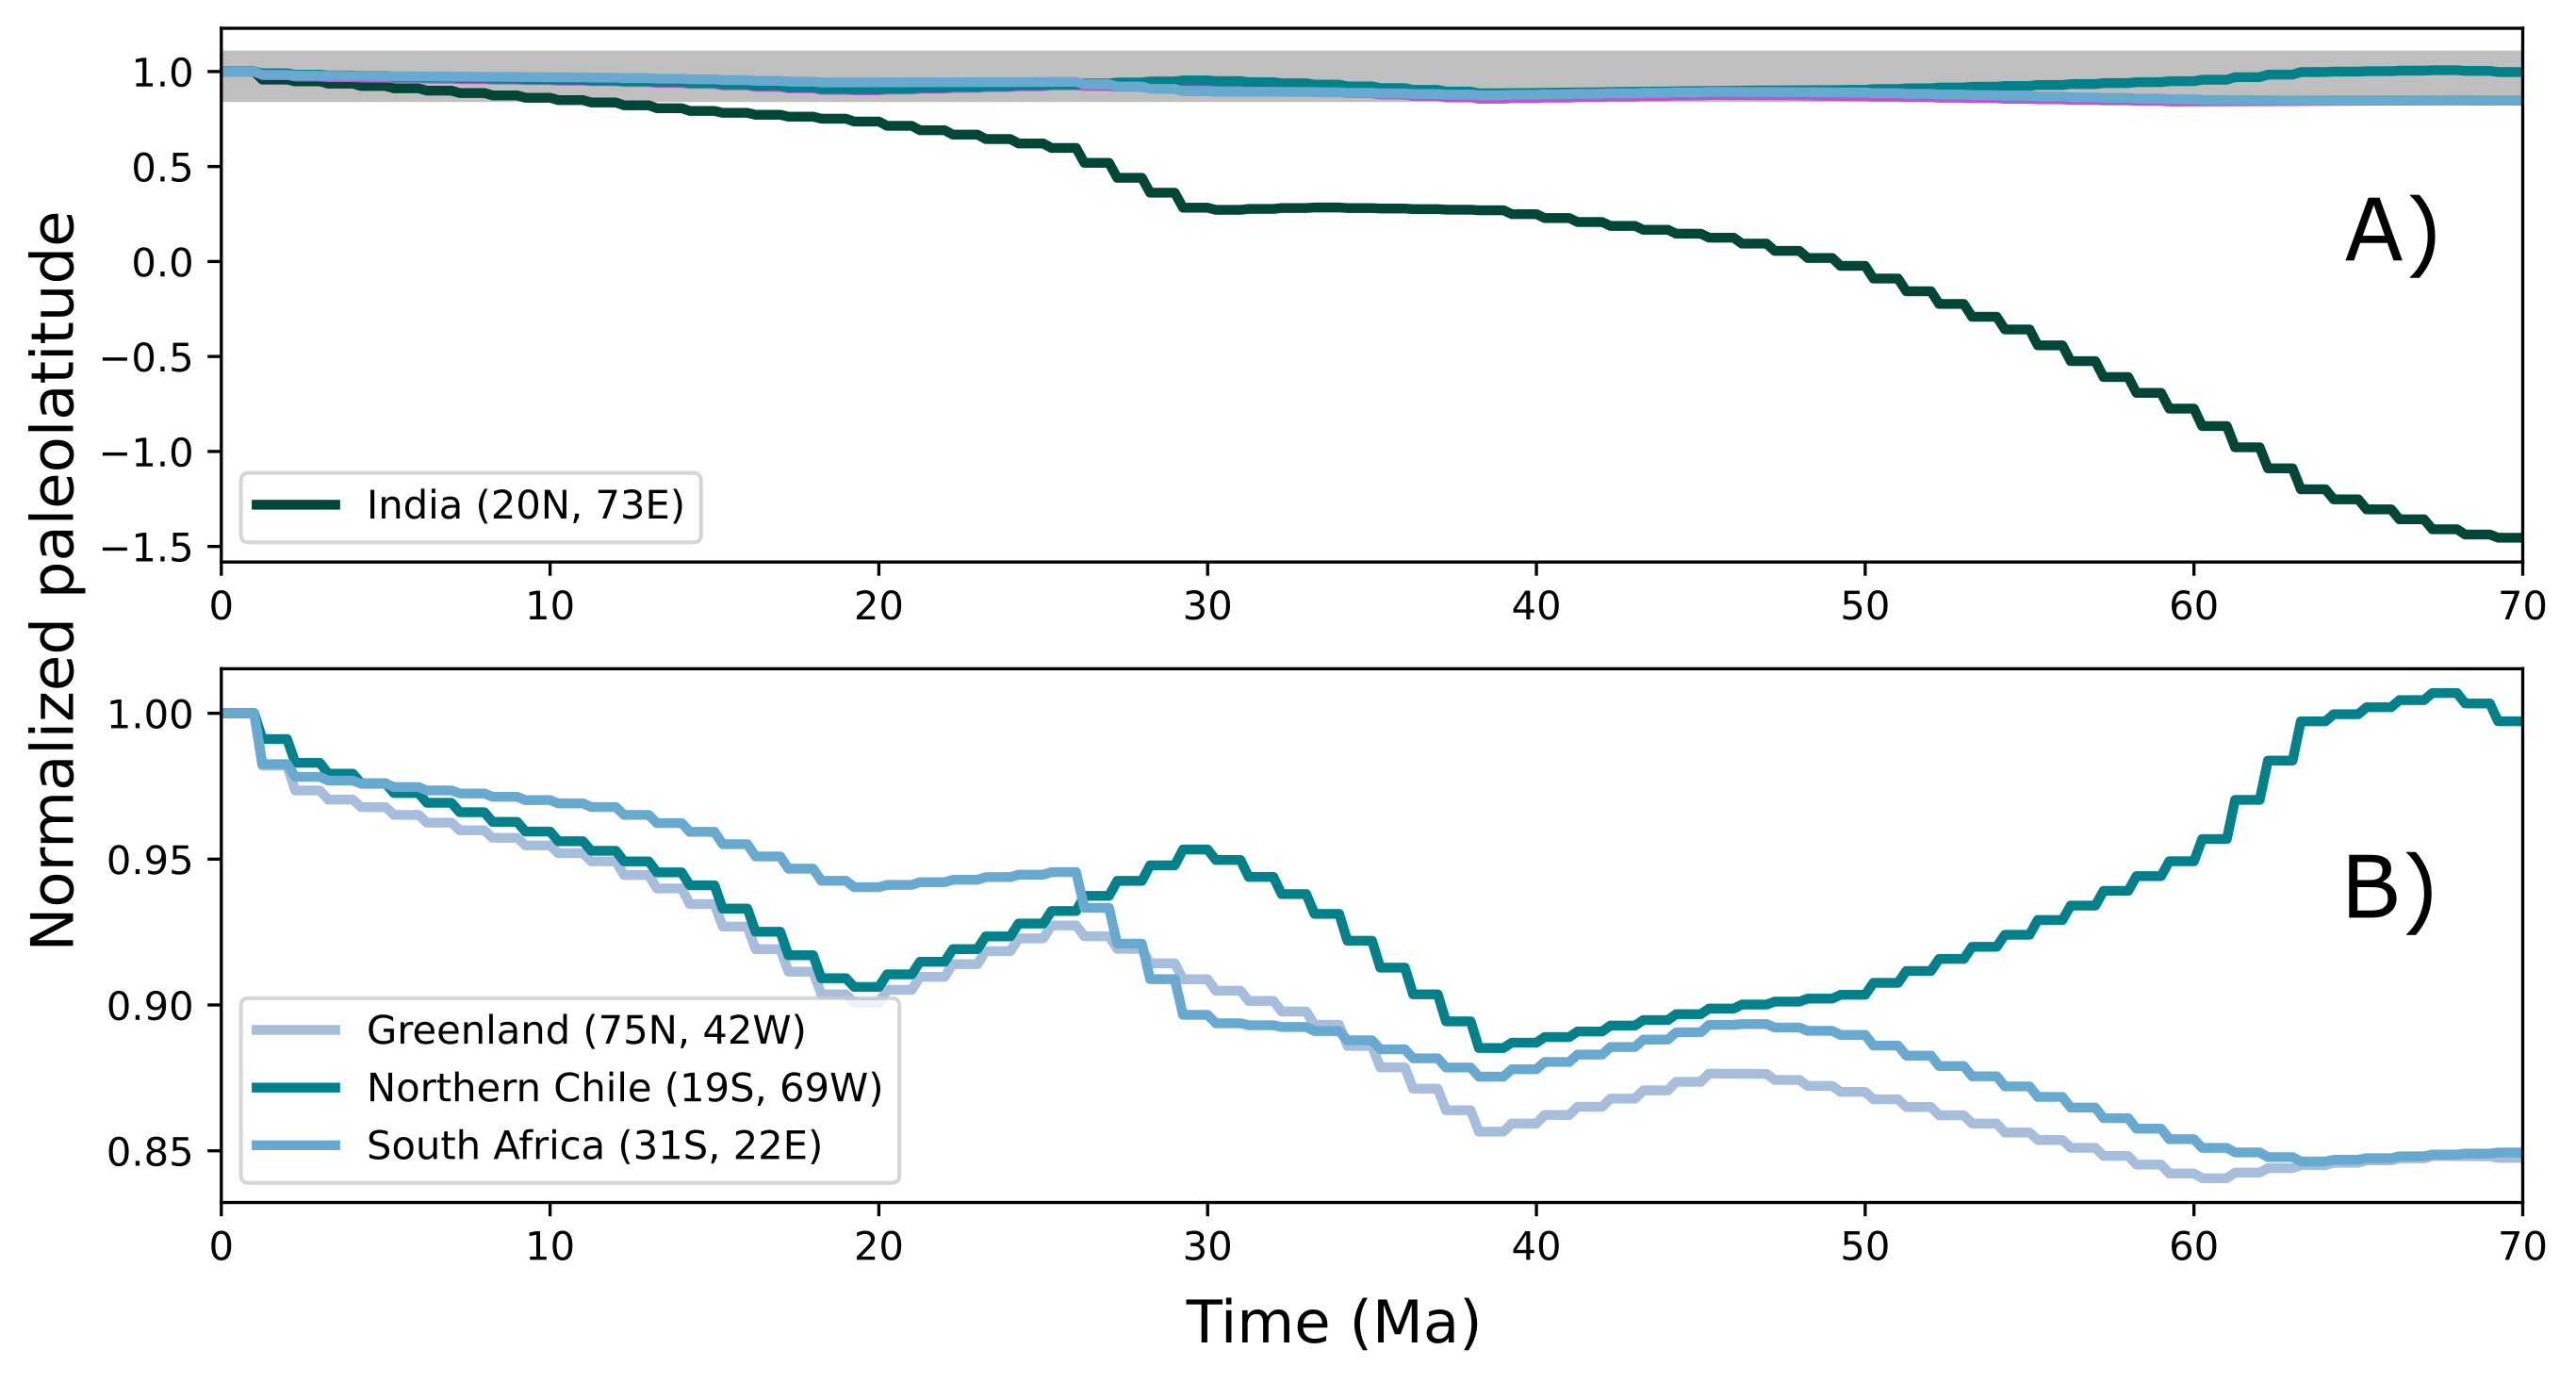 Normalized paleolatitude
1.0
0.5
0.0
−0.5
−1.0
−1.5
A)
India (20N, 73E)
0 10 20 30 40 50 60 70
1.00
0.95
0.90
0.85
B)
Greenland (75N, 42W)
Northern Chile (19S, 69W)
South Africa (31S, 22E)
0 10 20 30 40 50 60 70
Time (Ma)